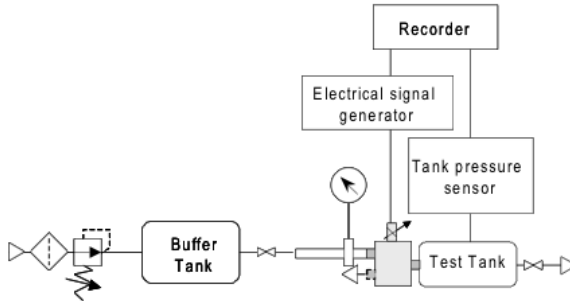 Recorder
Electrical signal
generator
Tank pressure
sensor
Buffer
Tank
Test Tank